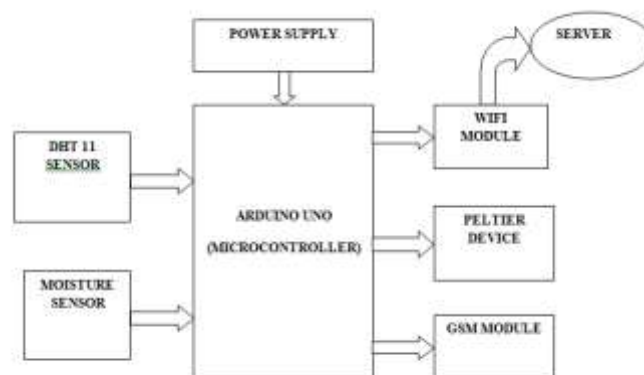 POWER SUPPLY
SERVER
WIFI
MODULE
DHT 11
SENSOR
ARDUINO UNO
(MICROCONTROLLER)
PELTIER
DEVICE
MOISTURE
SENSOR
GSM MODULE